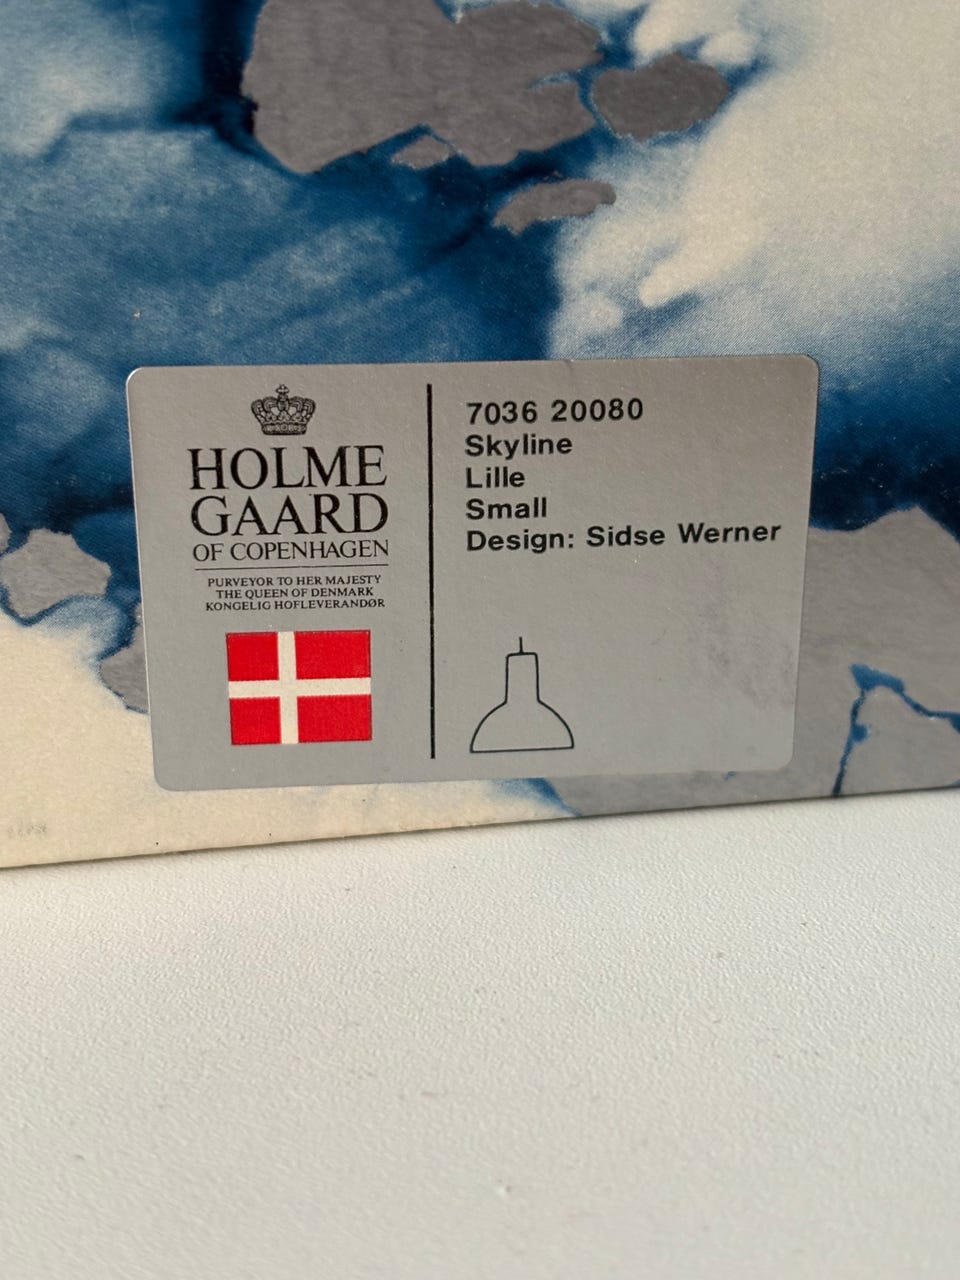 HOLME
GAARD
OF COPENHAGEN
PURVEYOR TO HER MAJESTY
THE QUEEN OF DENMARK
KONGELIG HOFLEVERANDØR
7036 20080
Skyline
Lille
Small
Design: Sidse Werner